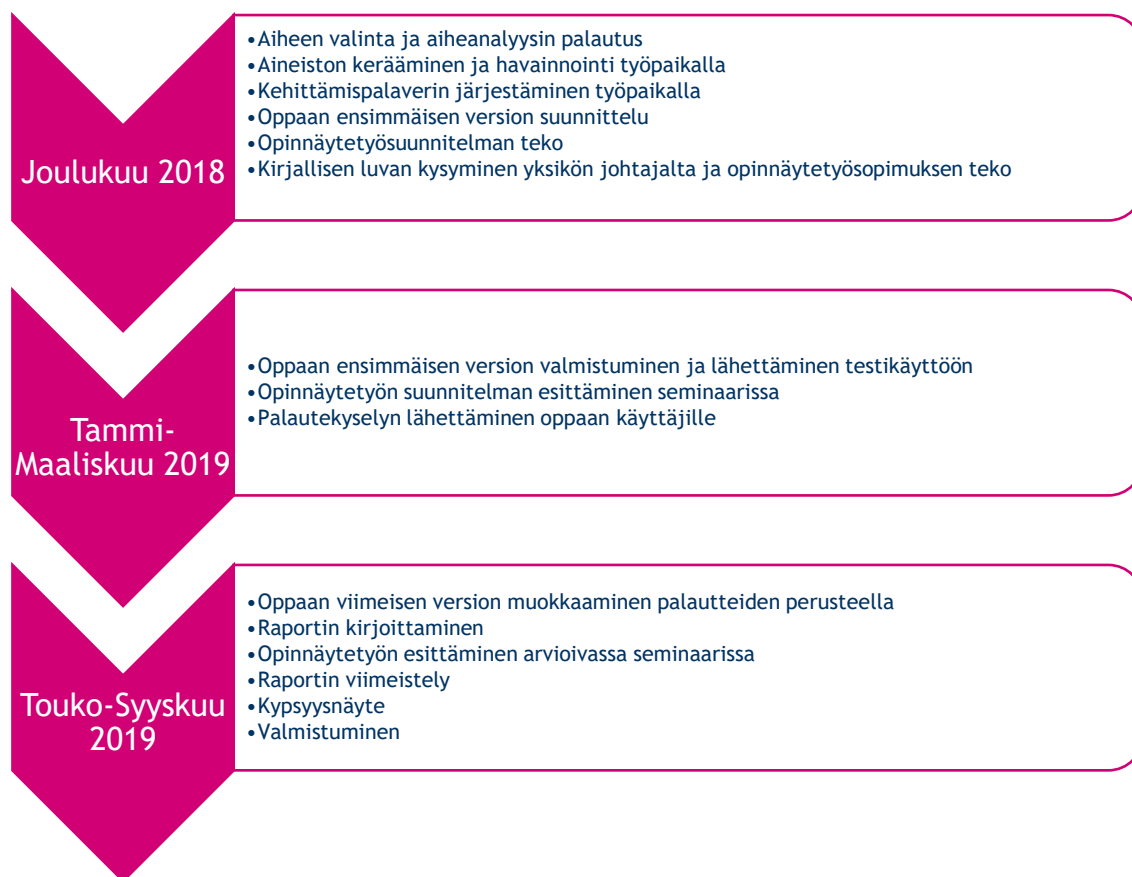 Joulukuu 2018
•Aiheen valinta ja aiheanalyysin palautus
•Aineiston kerääminen ja havainnointi työpaikalla
•Kehittämispalaverin järjestäminen työpaikalla
•Oppaan ensimmäisen version suunnittelu
•Opinnäytetyösuunnitelman teko
•Kirjallisen luvan kysyminen yksikön johtajalta ja opinnäytetyösopimuksen teko
Tammi-
Maaliskuu 2019
•Oppaan ensimmäisen version valmistuminen ja lähettäminen testikäyttöön
•Opinnäytetyön suunnitelman esittäminen seminaarissa
•Palautekyselyn lähettäminen oppaan käyttäjille
Touko-Syyskuu
2019
•Oppaan viimeisen version muokkaaminen palautteiden perusteella
•Raportin kirjoittaminen
•Opinnäytetyön esittäminen arvioivassa seminaarissa
•Raportin viimeistely
•Kypsyysnäyte
•Valmistuminen